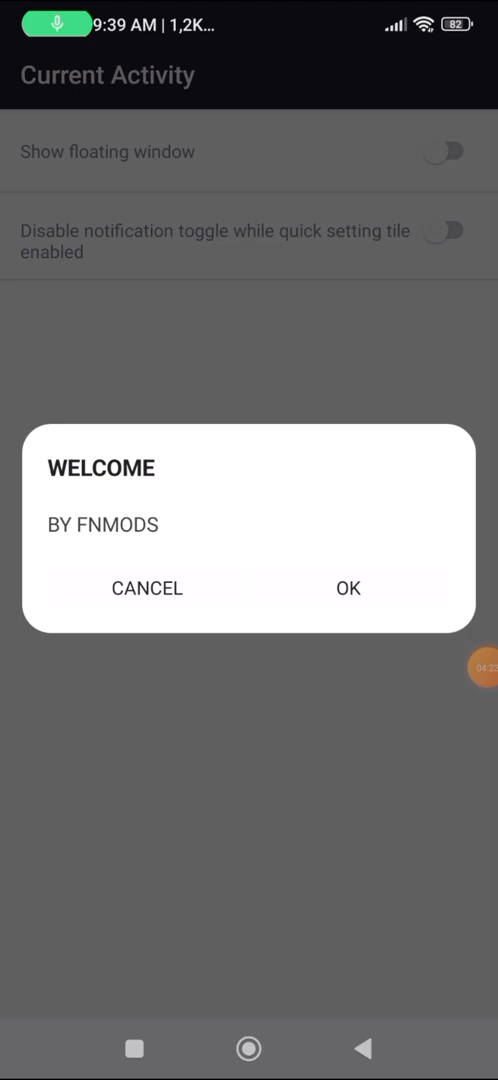 9:39 AM | 1,2K...
82
Current Activity
Show floating window
Disable notification toggle while quick setting tile
enabled
WELCOME
BY FNMODS
CANCEL
OK